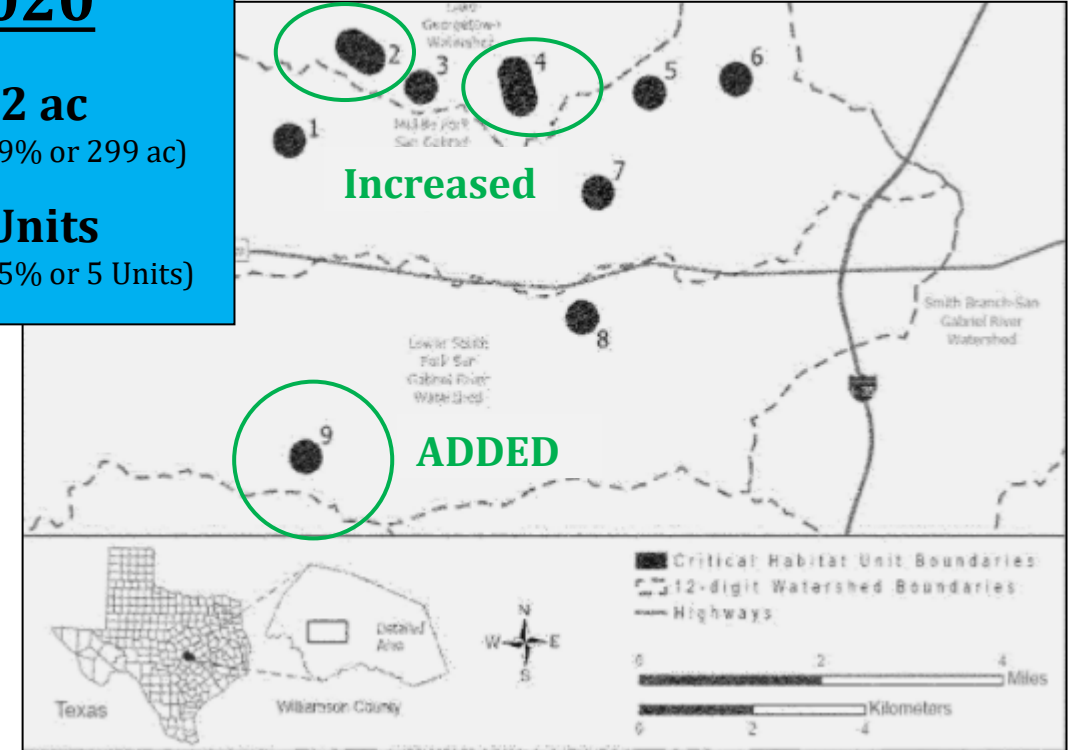 2 ac
9% or 299 ac)
Units
5% or 5 Units)
Georgetown
Watershed
2
3
4
5
6
1
Middle Fork
San Gabriel
Increased
7
8
Smith Branch-San
Gabriel River
Watershed
Lower South
Fork San
Gabriel River
Watershed
9
ADDED
Critical Habitat Unit Boundaries
12-digit Watershed Boundaries
Highways
N
W
E
S
Detailed
Area
Texas
Williamson County
0 2 4
Miles
Kilometers
0 2 4